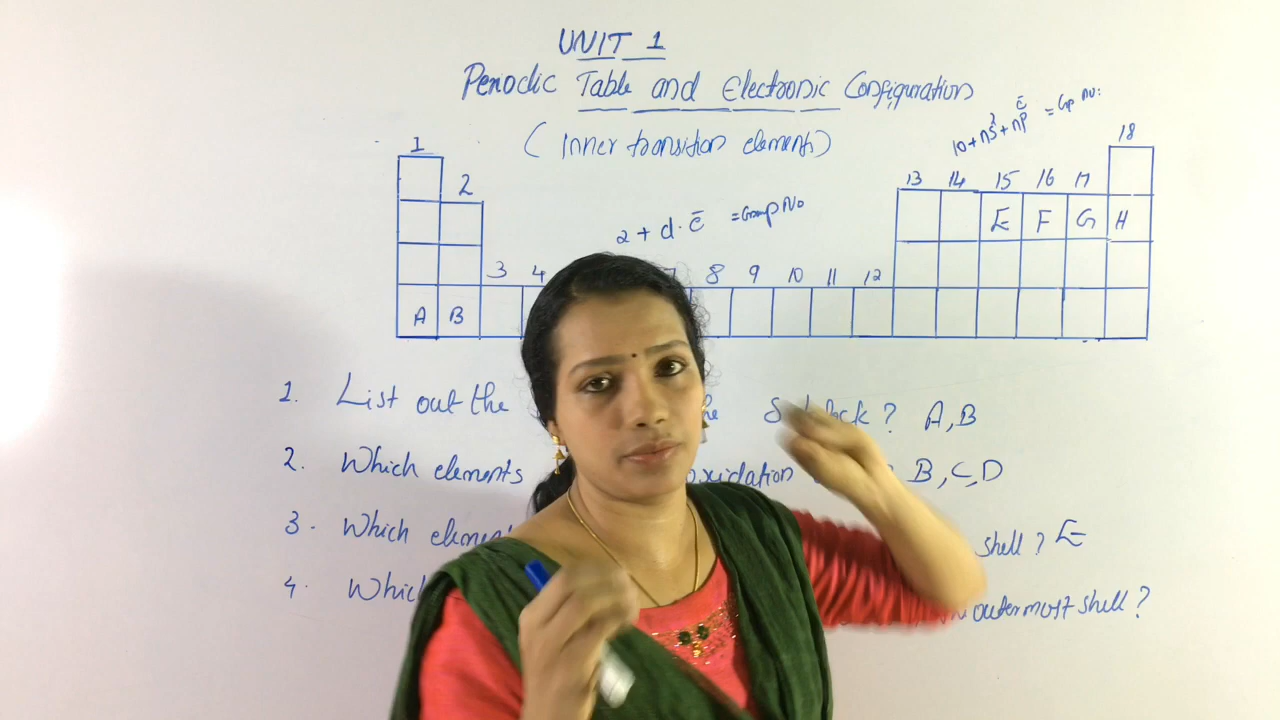 UNIT 1
Periodic Table and Electronic Configuration
(Inner transition elements)
10+ns²+np e̅ = Gp no:
1
18
2
13 14 15 16 17
2 + d.e̅ = Group No
E F G H
3 4 7 8 9 10 11 12
A B
1. List out the S block? A, B
2. Which elements oxidation B, C, D
3. Which shell? E
4. outermost shell?